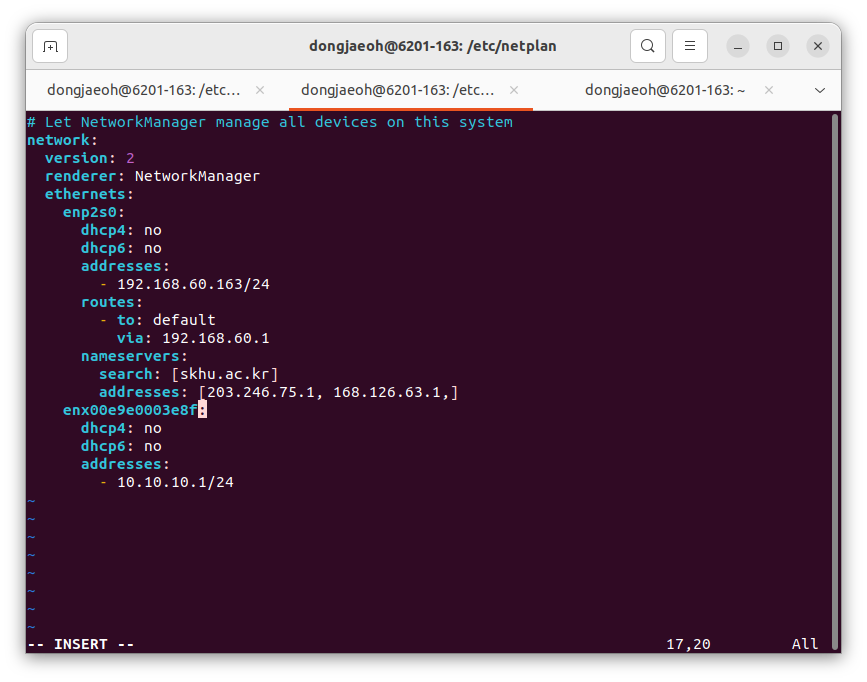 dongjaeoh@6201-163: /etc/netplan
dongjaeoh@6201-163: /etc... × dongjaeoh@6201-163: /etc... × dongjaeoh@6201-163: ~ ×
# Let NetworkManager manage all devices on this system
network:
  version: 2
  renderer: NetworkManager
  ethernets:
    enp2s0:
      dhcp4: no
      dhcp6: no
      addresses:
        - 192.168.60.163/24
      routes:
        - to: default
          via: 192.168.60.1
      nameservers:
        search: [skhu.ac.kr]
        addresses: [203.246.75.1, 168.126.63.1,]
    enx00e9e0003e8f:
      dhcp4: no
      dhcp6: no
      addresses:
        - 10.10.10.1/24
~
~
~
~
~
~
~
~
-- INSERT -- 17,20 All